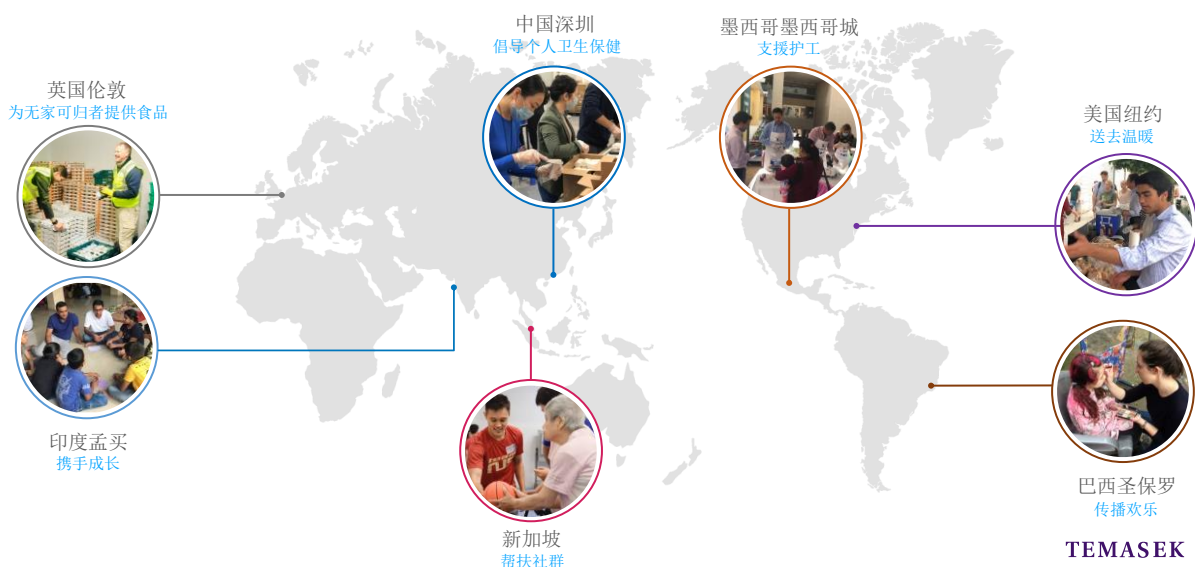 中国深圳
倡导个人卫生保健
墨西哥墨西哥城
支援护工
英国伦敦
为无家可归者提供食品
美国纽约
送去温暖
印度孟买
携手成长
巴西圣保罗
传播欢乐
新加坡
帮扶社群
TEMASEK